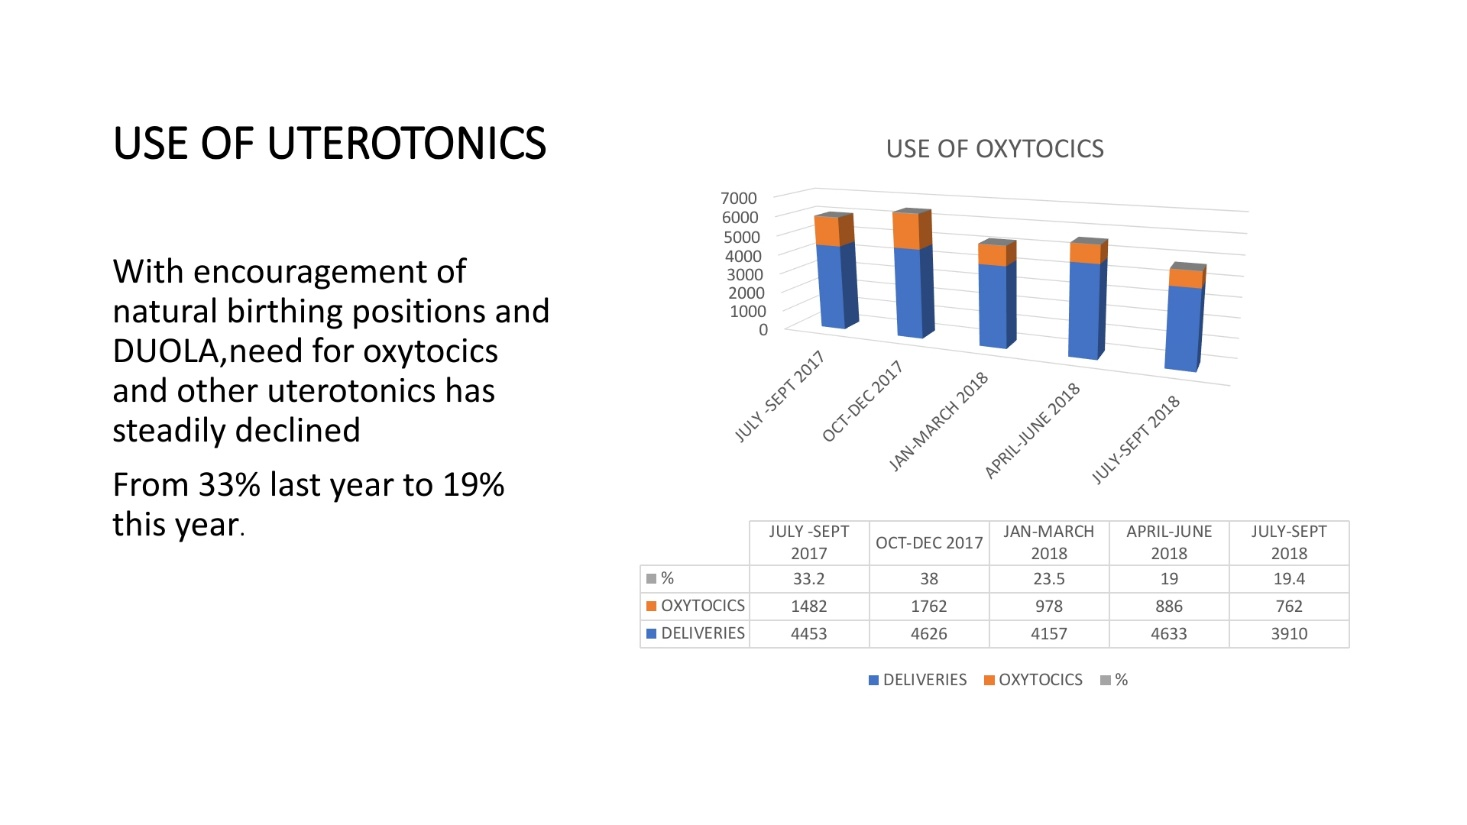 USE OF UTEROTONICS
With encouragement of
natural birthing positions and
DUOLA,need for oxytocics
and other uterotonics has
steadily declined
From 33% last year to 19%
this year.
USE OF OXYTOCICS
7000
6000
5000
4000
3000
2000
1000
0
JULY -SEPT 2017
OCT-DEC 2017
JAN-MARCH 2018
APRIL-JUNE 2018
JULY-SEPT 2018
JULY -SEPT 2017 OCT-DEC 2017 JAN-MARCH 2018 APRIL-JUNE 2018 JULY-SEPT 2018
% 33.2 38 23.5 19 19.4
OXYTOCICS 1482 1762 978 886 762
DELIVERIES 4453 4626 4157 4633 3910
DELIVERIES OXYTOCICS %